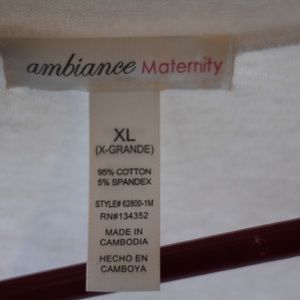 ambiance Maternity
XL
(X-GRANDE)
95% COTTON
5% SPANDEX
STYLE# 62800-1M
RN#134352
MADE IN
CAMBODIA
HECHO EN
CAMBOYA